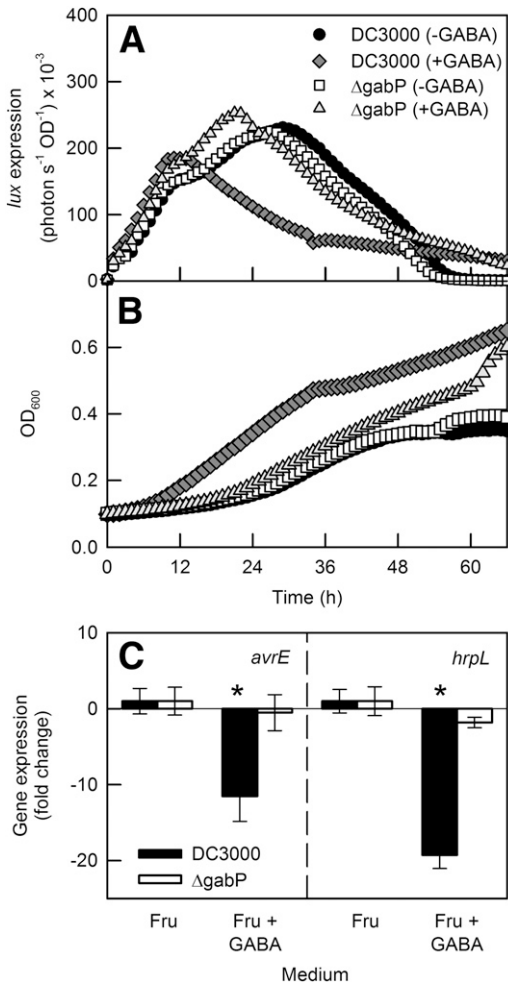 A
DC3000 (-GABA)
DC3000 (+GABA)
ΔgabP (-GABA)
ΔgabP (+GABA)
lux expression
(photon s⁻¹ OD⁻¹) x 10⁻³
400
300
200
100
0
B
OD₆₀₀
0.6
0.4
0.2
0.0
0 12 24 36 48 60
Time (h)
C
avrE
hrpL
Gene expression
(fold change)
10
0
-10
-20
* *
DC3000
ΔgabP
Fru Fru + Fru Fru +
GABA GABA
Medium